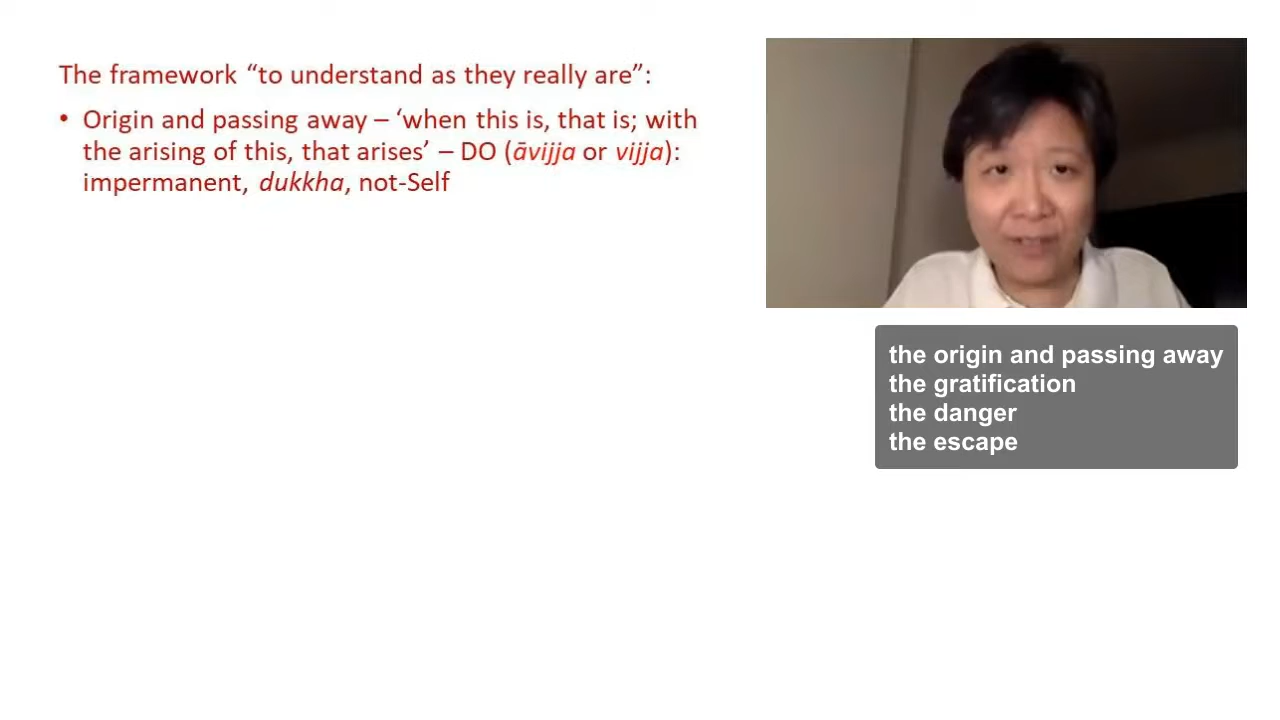 The framework “to understand as they really are”:
• Origin and passing away – ‘when this is, that is; with
the arising of this, that arises’ – DO (āvijja or vijja):
impermanent, dukkha, not-Self
the origin and passing away
the gratification
the danger
the escape